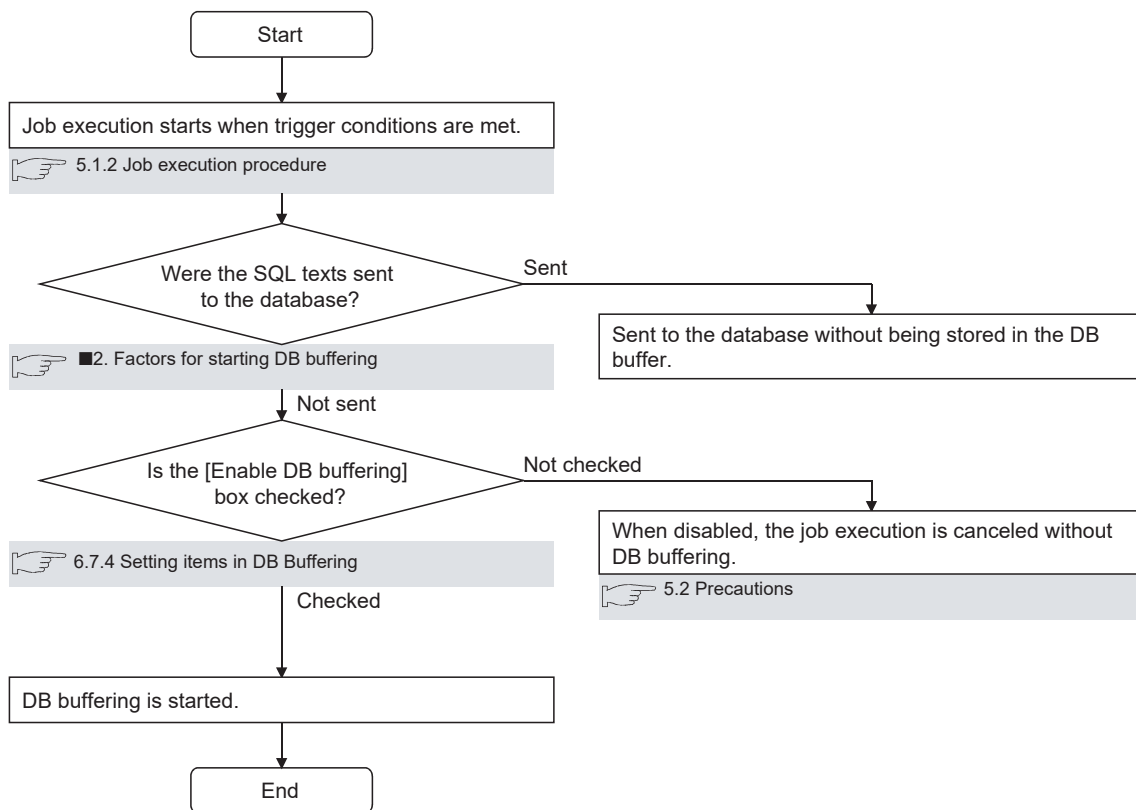 Start
Job execution starts when trigger conditions are met.
5.1.2 Job execution procedure
Were the SQL texts sent
to the database?
Sent
Sent to the database without being stored in the DB
buffer.
■2. Factors for starting DB buffering
Not sent
Is the [Enable DB buffering]
box checked?
Not checked
When disabled, the job execution is canceled without
DB buffering.
5.2 Precautions
6.7.4 Setting items in DB Buffering
Checked
DB buffering is started.
End